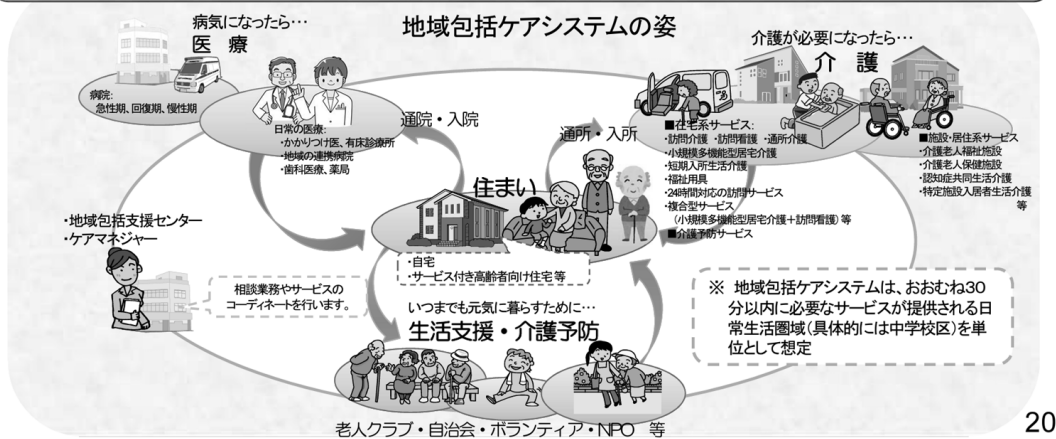 地域包括ケアシステムの姿
病気になったら…
医　療
病院:
急性期、回復期、慢性期
日常の医療:
・かかりつけ医、有床診療所
・地域の連携病院
・歯科医療、薬局
通院・入院
通所・入所
介護が必要になったら…
介　護
■在宅系サービス:
・訪問介護 ・訪問看護 ・通所介護
・小規模多機能型居宅介護
・短期入所生活介護
・福祉用具
・24時間対応の訪問サービス
・複合型サービス
(小規模多機能型居宅介護+訪問看護) 等
■介護予防サービス
■施設・居住系サービス
・介護老人福祉施設
・介護老人保健施設
・認知症共同生活介護
・特定施設入居者生活介護
等
住まい
・自宅
・サービス付き高齢者向け住宅 等
・地域包括支援センター
・ケアマネジャー
相談業務やサービスの
コーディネートを行います。
いつまでも元気に暮らすために…
生活支援・介護予防
老人クラブ・自治会・ボランティア・NPO 等
※ 地域包括ケアシステムは、おおむね30
分以内に必要なサービスが提供される日
常生活圏域(具体的には中学校区)を単
位として想定
20